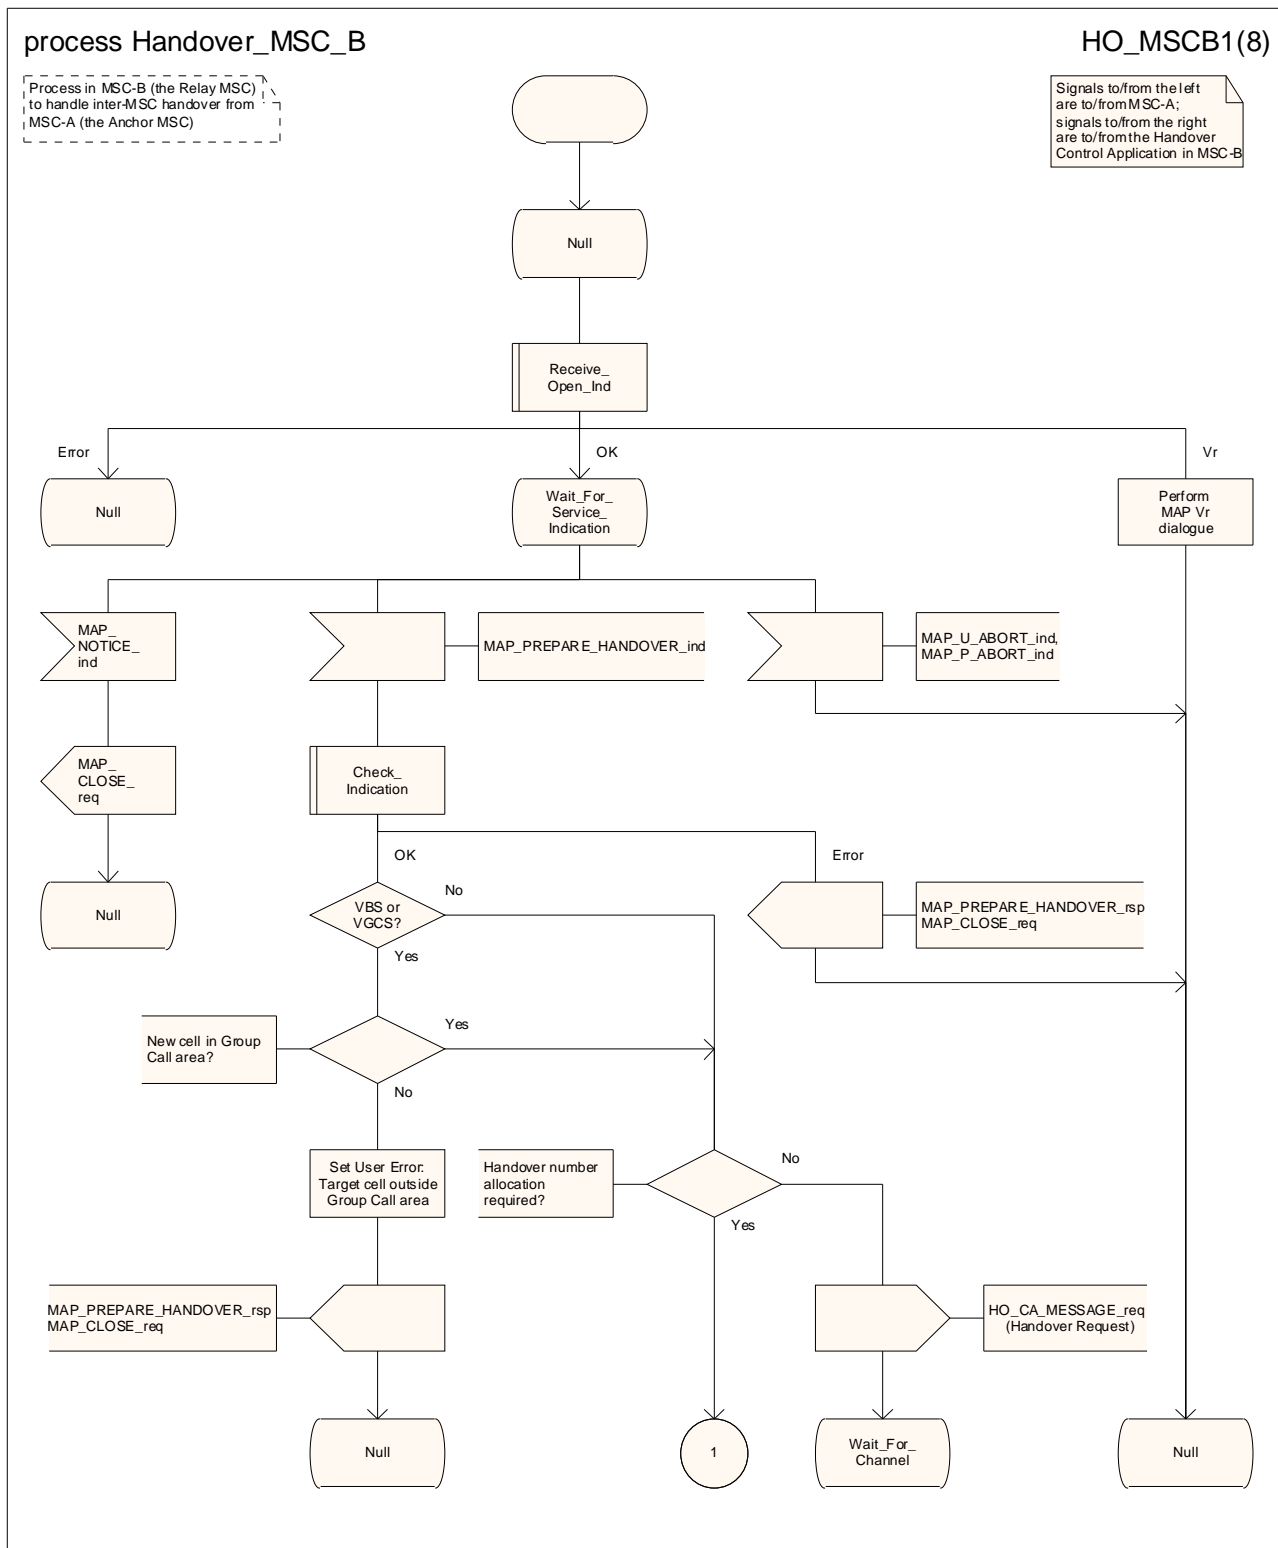 process Handover_MSC_B
HO_MSCB1(8)
Process in MSC-B (the Relay MSC)
to handle inter-MSC handover from
MSC-A (the Anchor MSC)
Signals to/from the left
are to/from MSC-A;
signals to/from the right
are to/from the Handover
Control Application in MSC-B
Null
Receive_
Open_Ind
Error
OK
Vr
Null
Wait_For_
Service_
Indication
Perform
MAP Vr
dialogue
MAP_
NOTICE_
ind
MAP_PREPARE_HANDOVER_ind
MAP_U_ABORT_ind,
MAP_P_ABORT_ind
MAP_
CLOSE_
req
Check_
Indication
OK
Error
Null
VBS or
VGCS?
No
Yes
MAP_PREPARE_HANDOVER_rsp
MAP_CLOSE_req
New cell in Group
Call area?
Yes
No
Set User Error:
Target cell outside
Group Call area
Handover number
allocation
required?
No
Yes
MAP_PREPARE_HANDOVER_rsp
MAP_CLOSE_req
HO_CA_MESSAGE_req
(Handover Request)
Null
1
Wait_For_
Channel
Null